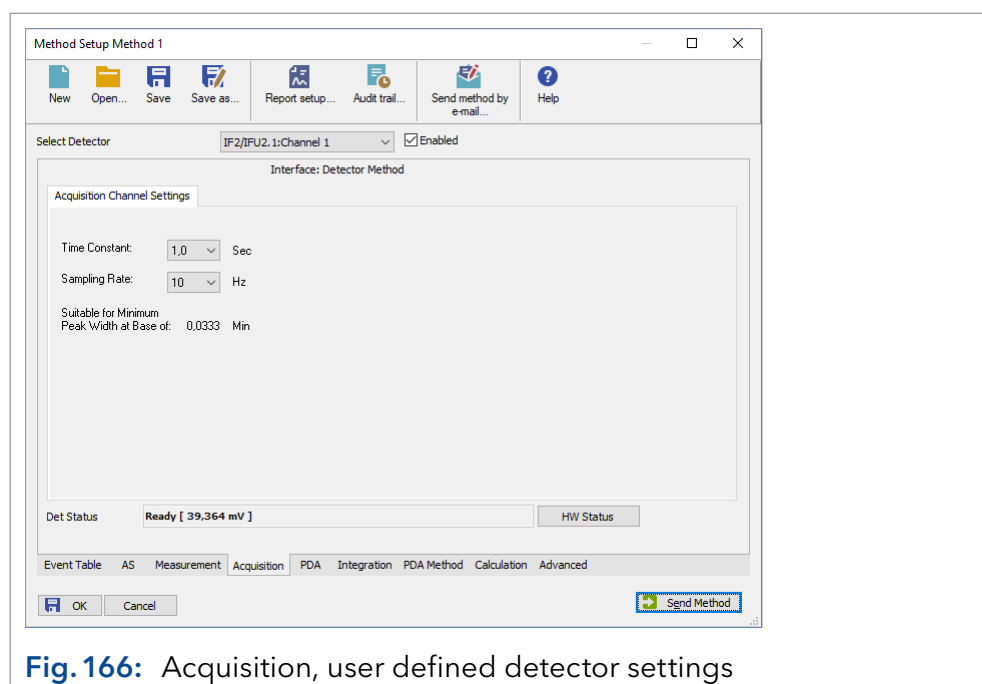 Method Setup Method 1
New Open... Save Save as... Report setup... Audit trail... Send method by e-mail... Help
Select Detector IF2/IFU2.1:Channel 1 Enabled
Interface: Detector Method
Acquisition Channel Settings
Time Constant: 1,0 Sec
Sampling Rate: 10 Hz
Suitable for Minimum
Peak Width at Base of: 0,0333 Min
Det Status Ready [ 39,364 mV ] HW Status
Event Table AS Measurement Acquisition PDA Integration PDA Method Calculation Advanced
OK Cancel Send Method
Fig. 166: Acquisition, user defined detector settings